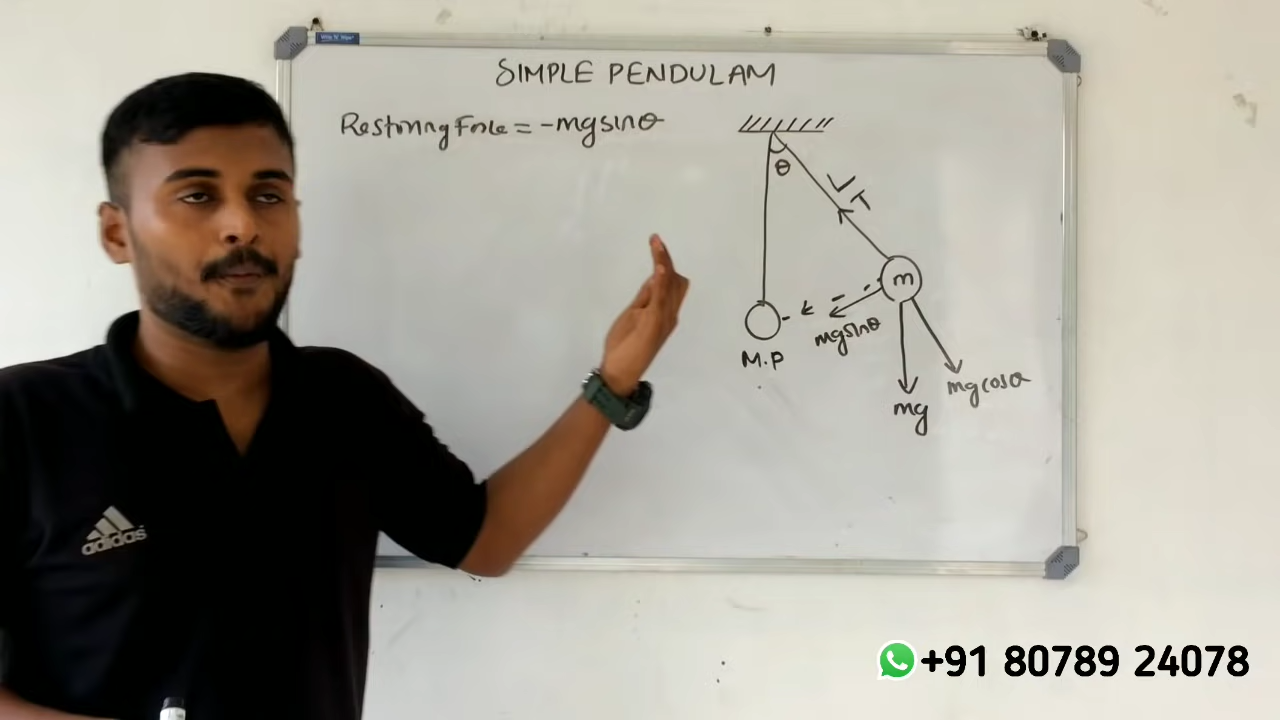 SIMPLE PENDULAM
Restoring Force = -mgsinθ
θ
T
m
mgsinθ
M.P
mgcosθ
mg
adidas
+91 80789 24078